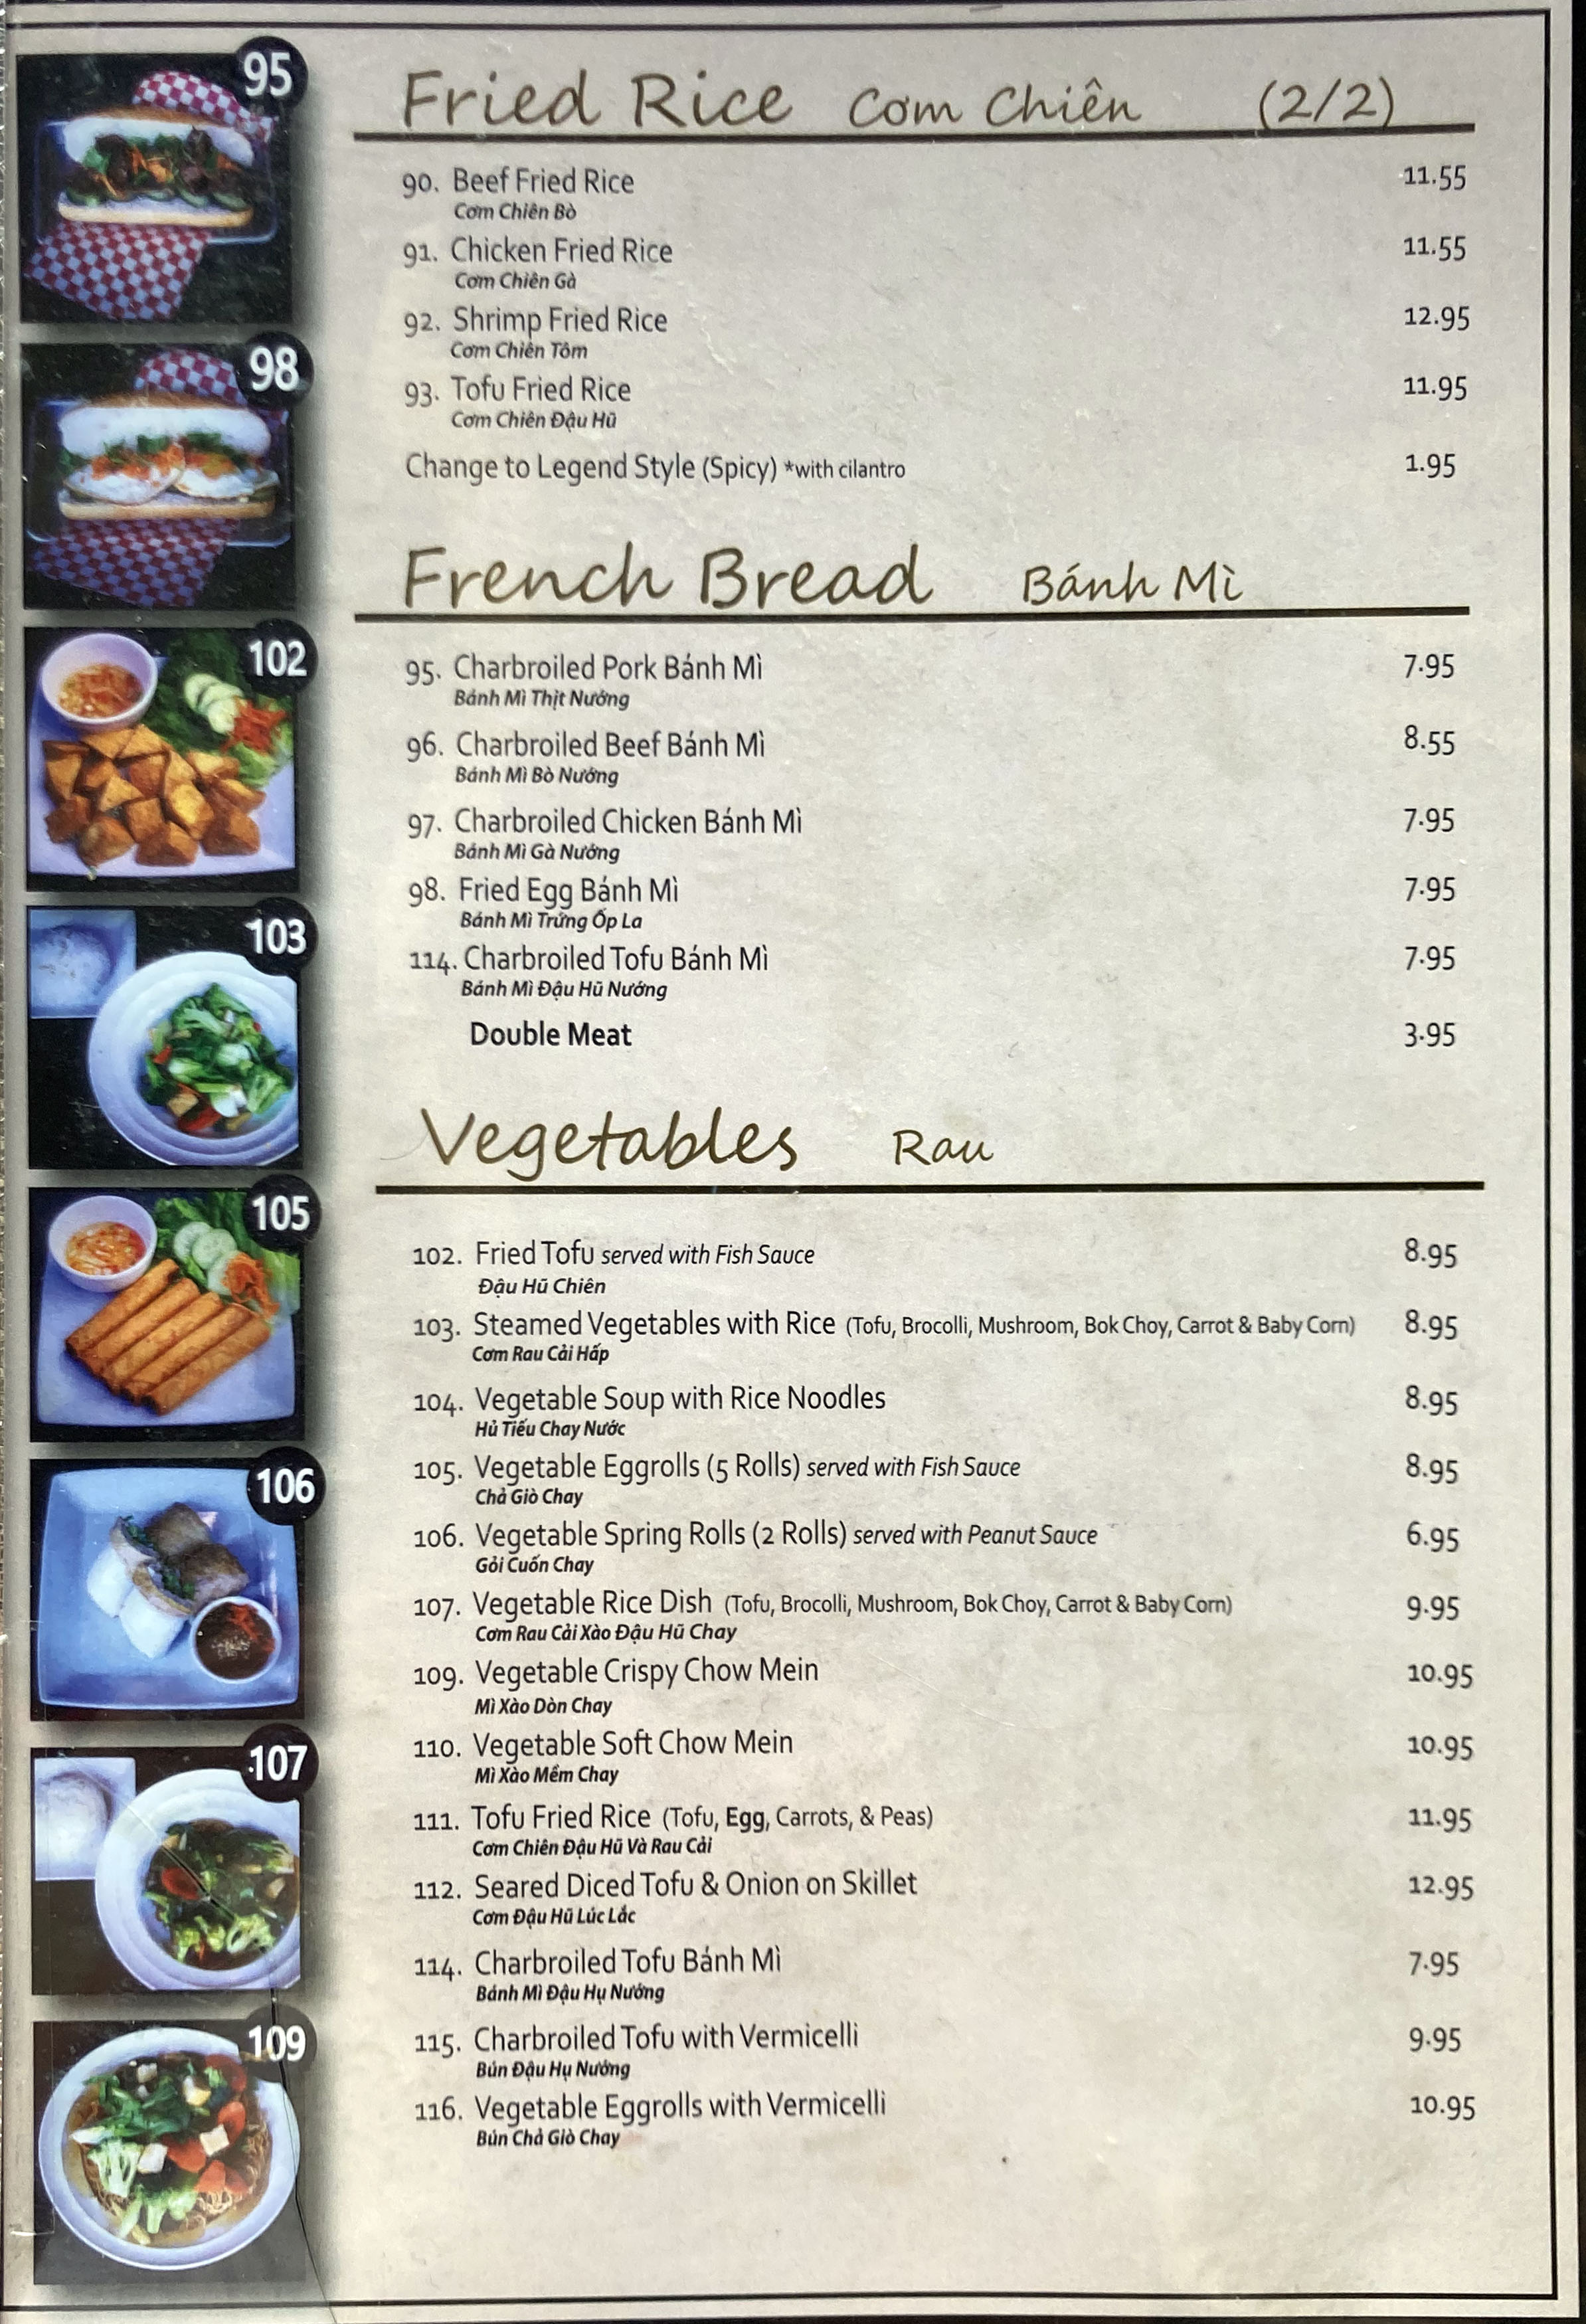 95
98
102
103
105
106
107
109
Fried Rice Cơm Chiên (2/2)
90. Beef Fried Rice 11.55
Cơm Chiên Bò
91. Chicken Fried Rice 11.55
Cơm Chiên Gà
92. Shrimp Fried Rice 12.95
Cơm Chiên Tôm
93. Tofu Fried Rice 11.95
Cơm Chiên Đậu Hũ
Change to Legend Style (Spicy) *with cilantro 1.95
French Bread Bánh Mì
95. Charbroiled Pork Bánh Mì 7.95
Bánh Mì Thịt Nướng
96. Charbroiled Beef Bánh Mì 8.55
Bánh Mì Bò Nướng
97. Charbroiled Chicken Bánh Mì 7.95
Bánh Mì Gà Nướng
98. Fried Egg Bánh Mì 7.95
Bánh Mì Trứng Ốp La
114. Charbroiled Tofu Bánh Mì 7.95
Bánh Mì Đậu Hũ Nướng
Double Meat 3.95
Vegetables Rau
102. Fried Tofu served with Fish Sauce 8.95
Đậu Hũ Chiên
103. Steamed Vegetables with Rice (Tofu, Brocolli, Mushroom, Bok Choy, Carrot & Baby Corn) 8.95
Cơm Rau Cải Hấp
104. Vegetable Soup with Rice Noodles 8.95
Hủ Tiếu Chay Nước
105. Vegetable Eggrolls (5 Rolls) served with Fish Sauce 8.95
Chả Giò Chay
106. Vegetable Spring Rolls (2 Rolls) served with Peanut Sauce 6.95
Gỏi Cuốn Chay
107. Vegetable Rice Dish (Tofu, Brocolli, Mushroom, Bok Choy, Carrot & Baby Corn) 9.95
Cơm Rau Cải Xào Đậu Hũ Chay
109. Vegetable Crispy Chow Mein 10.95
Mì Xào Dòn Chay
110. Vegetable Soft Chow Mein 10.95
Mì Xào Mềm Chay
111. Tofu Fried Rice (Tofu, Egg, Carrots, & Peas) 11.95
Cơm Chiên Đậu Hũ Và Rau Cải
112. Seared Diced Tofu & Onion on Skillet 12.95
Cơm Đậu Hũ Lúc Lắc
114. Charbroiled Tofu Bánh Mì 7.95
Bánh Mì Đậu Hụ Nướng
115. Charbroiled Tofu with Vermicelli 9.95
Bún Đậu Hụ Nướng
116. Vegetable Eggrolls with Vermicelli 10.95
Bún Chả Giò Chay